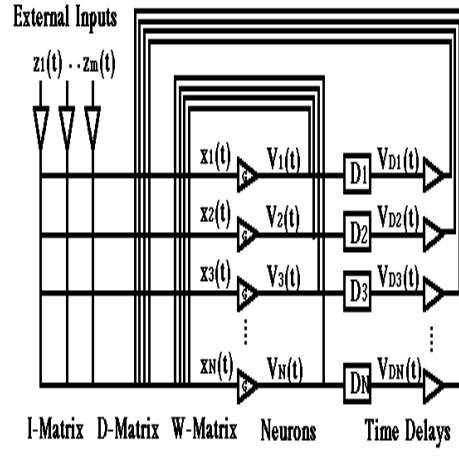 External Inputs
z1(t) . . zm(t)
x1(t) G V1(t) D1 VD1(t)
x2(t) G V2(t) D2 VD2(t)
x3(t) G V3(t) D3 VD3(t)
xN(t) G VN(t) DN VDN(t)
I-Matrix D-Matrix W-Matrix Neurons Time Delays